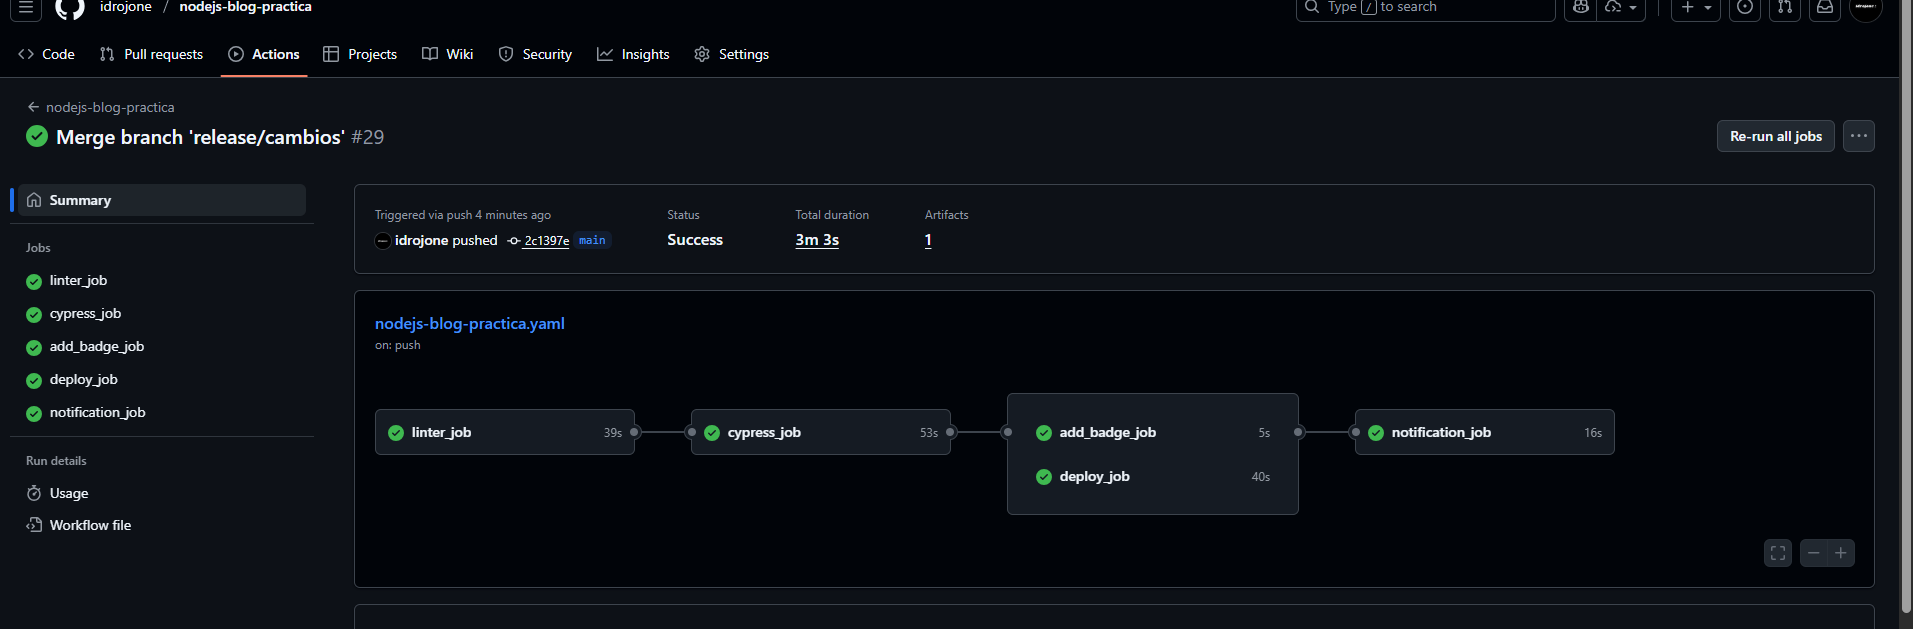 idrojone / nodejs-blog-practica
Type / to search
Code Pull requests Actions Projects Wiki Security Insights Settings
nodejs-blog-practica
Merge branch 'release/cambios' #29
Re-run all jobs
Summary
Jobs
linter_job
cypress_job
add_badge_job
deploy_job
notification_job
Run details
Usage
Workflow file
Triggered via push 4 minutes ago
idrojone pushed 2c1397e main
Status
Success
Total duration
3m 3s
Artifacts
1
nodejs-blog-practica.yaml
on: push
linter_job 39s
cypress_job 53s
add_badge_job 5s
deploy_job 40s
notification_job 16s